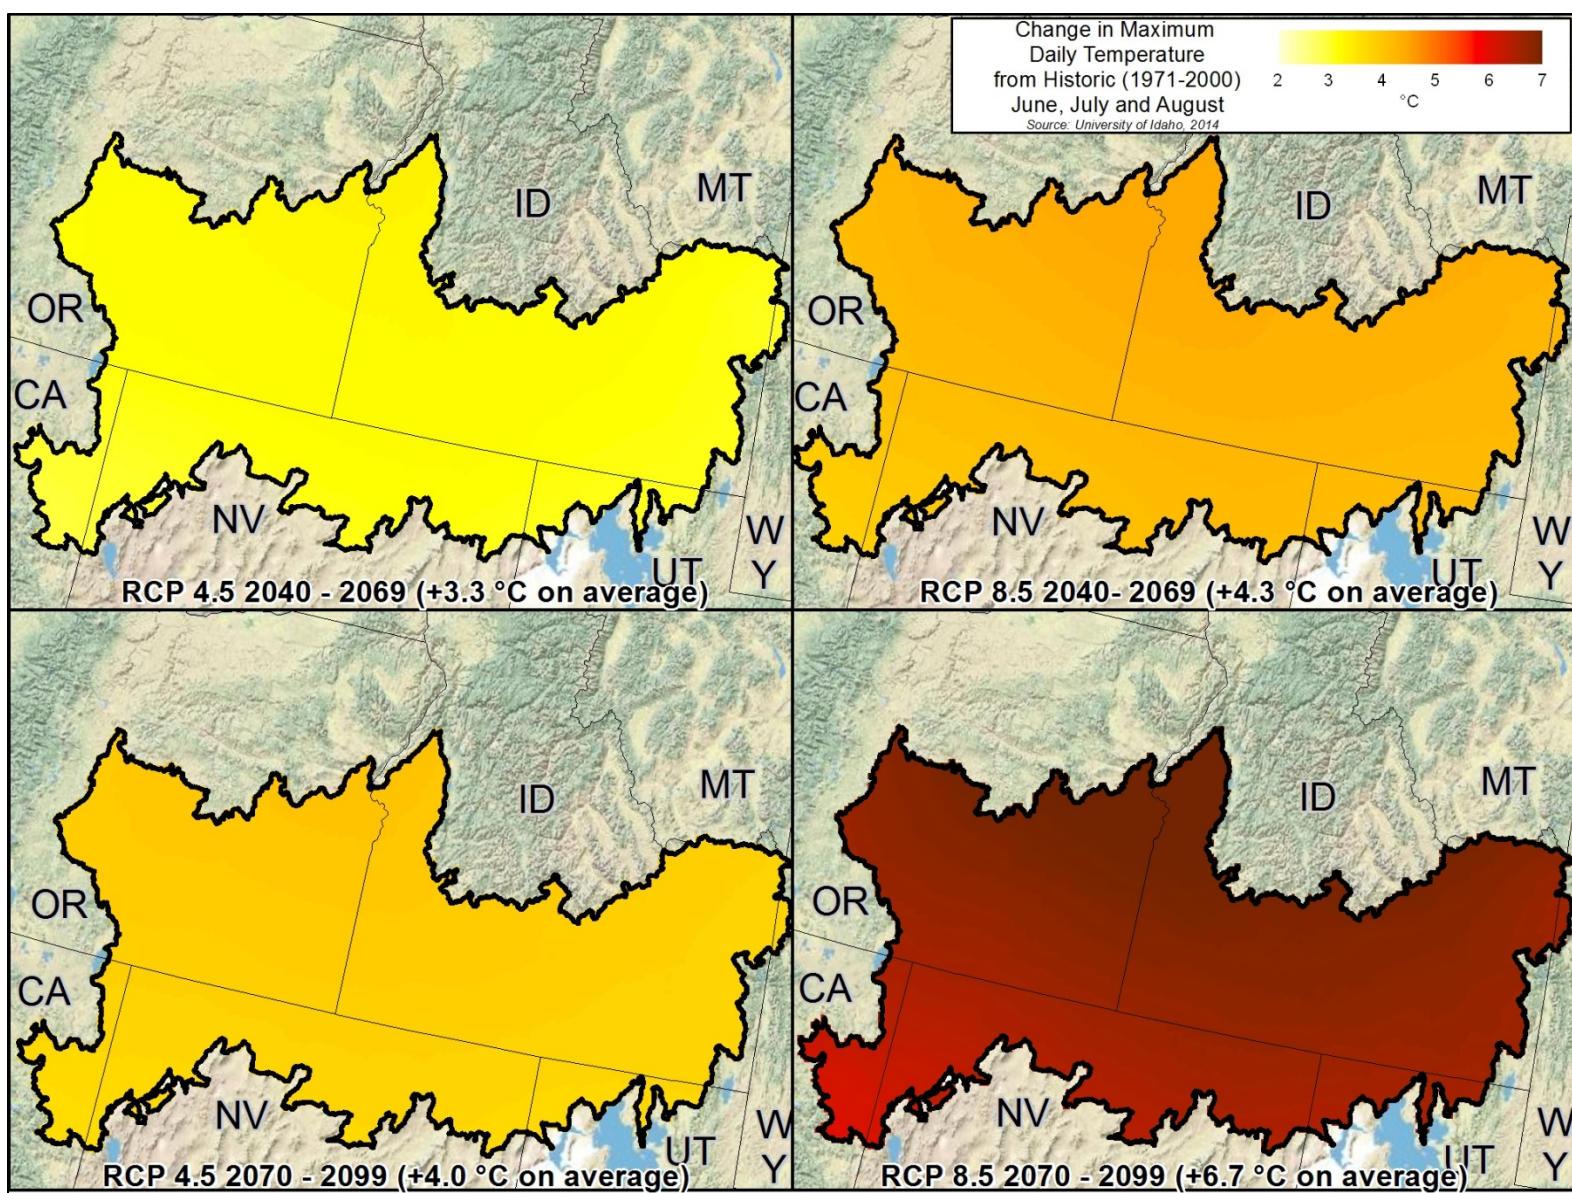 Change in Maximum
Daily Temperature
from Historic (1971-2000)
June, July and August
Source: University of Idaho, 2014
2 3 4 5 6 7
°C
ID
MT
OR
CA
NV
UT
W
Y
RCP 4.5 2040 - 2069 (+3.3 °C on average)
ID
MT
OR
CA
NV
UT
W
Y
RCP 8.5 2040- 2069 (+4.3 °C on average)
ID
MT
OR
CA
NV
UT
W
Y
RCP 4.5 2070 - 2099 (+4.0 °C on average)
ID
MT
OR
CA
NV
UT
W
Y
RCP 8.5 2070 - 2099 (+6.7 °C on average)